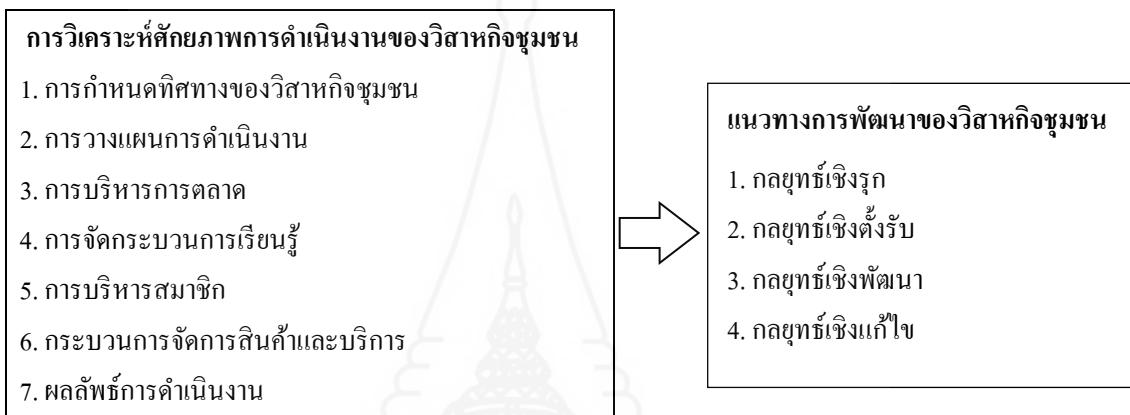 การวิเคราะห์ศักยภาพการดำเนินงานของวิสาหกิจชุมชน
1. การกำหนดทิศทางของวิสาหกิจชุมชน
2. การวางแผนการดำเนินงาน
3. การบริหารการตลาด
4. การจัดกระบวนการเรียนรู้
5. การบริหารสมาชิก
6. กระบวนการจัดการสินค้าและบริการ
7. ผลลัพธ์การดำเนินงาน
แนวทางการพัฒนาของวิสาหกิจชุมชน
1. กลยุทธ์เชิงรุก
2. กลยุทธ์เชิงตั้งรับ
3. กลยุทธ์เชิงพัฒนา
4. กลยุทธ์เชิงแก้ไข